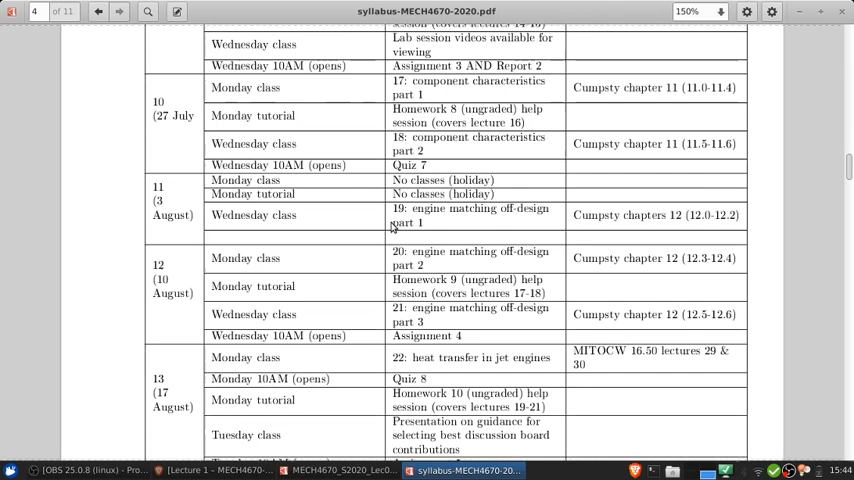 4 of 11
syllabus-MECH4670-2020.pdf
150%
Wednesday class
Lab session videos available for
viewing
Wednesday 10AM (opens)
Assignment 3 AND Report 2
10
(27 July
Monday class
17: component characteristics
part 1
Cumpsty chapter 11 (11.0-11.4)
Monday tutorial
Homework 8 (ungraded) help
session (covers lecture 16)
Wednesday class
18: component characteristics
part 2
Cumpsty chapter 11 (11.5-11.6)
Wednesday 10AM (opens)
Quiz 7
11
(3
August)
Monday class
No classes (holiday)
Monday tutorial
No classes (holiday)
Wednesday class
19: engine matching off-design
part 1
Cumpsty chapters 12 (12.0-12.2)
12
(10
August)
Monday class
20: engine matching off-design
part 2
Cumpsty chapter 12 (12.3-12.4)
Monday tutorial
Homework 9 (ungraded) help
session (covers lectures 17-18)
Wednesday class
21: engine matching off-design
part 3
Cumpsty chapter 12 (12.5-12.6)
Wednesday 10AM (opens)
Assignment 4
13
(17
August)
Monday class
22: heat transfer in jet engines
MITOCW 16.50 lectures 29 &
30
Monday 10AM (opens)
Quiz 8
Monday tutorial
Homework 10 (ungraded) help
session (covers lectures 19-21)
Tuesday class
Presentation on guidance for
selecting best discussion board
contributions
[OBS 25.0.8 (linux) - Pro...
[Lecture 1 – MECH4670-...
MECH4670_S2020_Lec0...
syllabus-MECH4670-20...
15:44